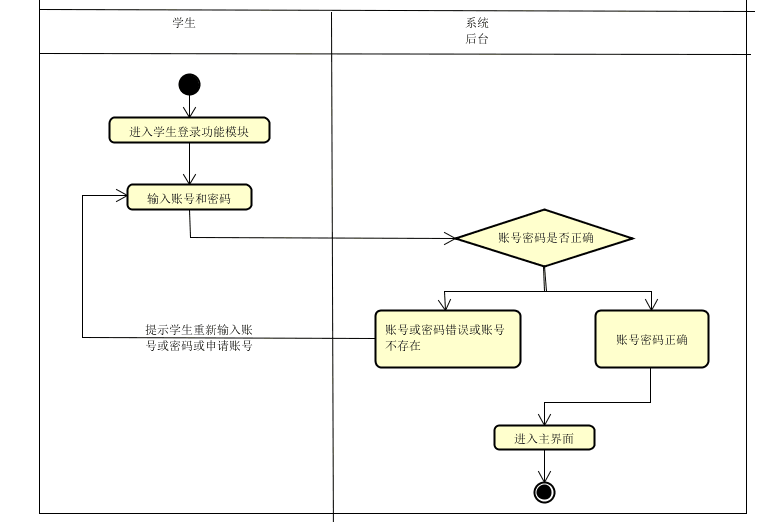 学生
系统
后台
进入学生登录功能模块
输入账号和密码
账号密码是否正确
提示学生重新输入账
号或密码或申请账号
账号或密码错误或账号
不存在
账号密码正确
进入主界面